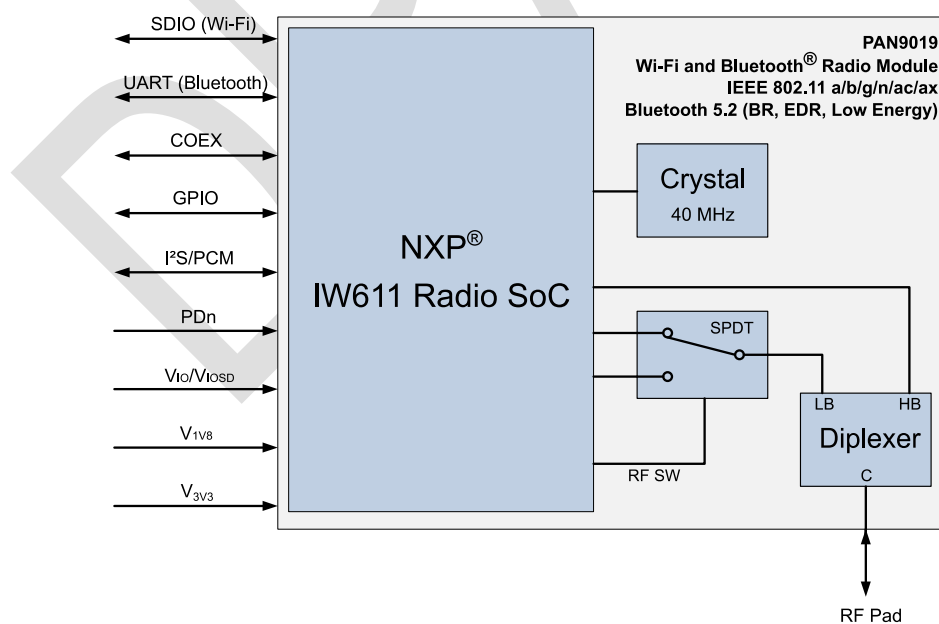 SDIO (Wi-Fi)
UART (Bluetooth)
COEX
GPIO
I²S/PCM
PDn
VIO/VIOSD
V1V8
V3V3
NXP®
IW611 Radio SoC
PAN9019
Wi-Fi and Bluetooth® Radio Module
IEEE 802.11 a/b/g/n/ac/ax
Bluetooth 5.2 (BR, EDR, Low Energy)
Crystal
40 MHz
SPDT
RF SW
LB HB
Diplexer
C
RF Pad